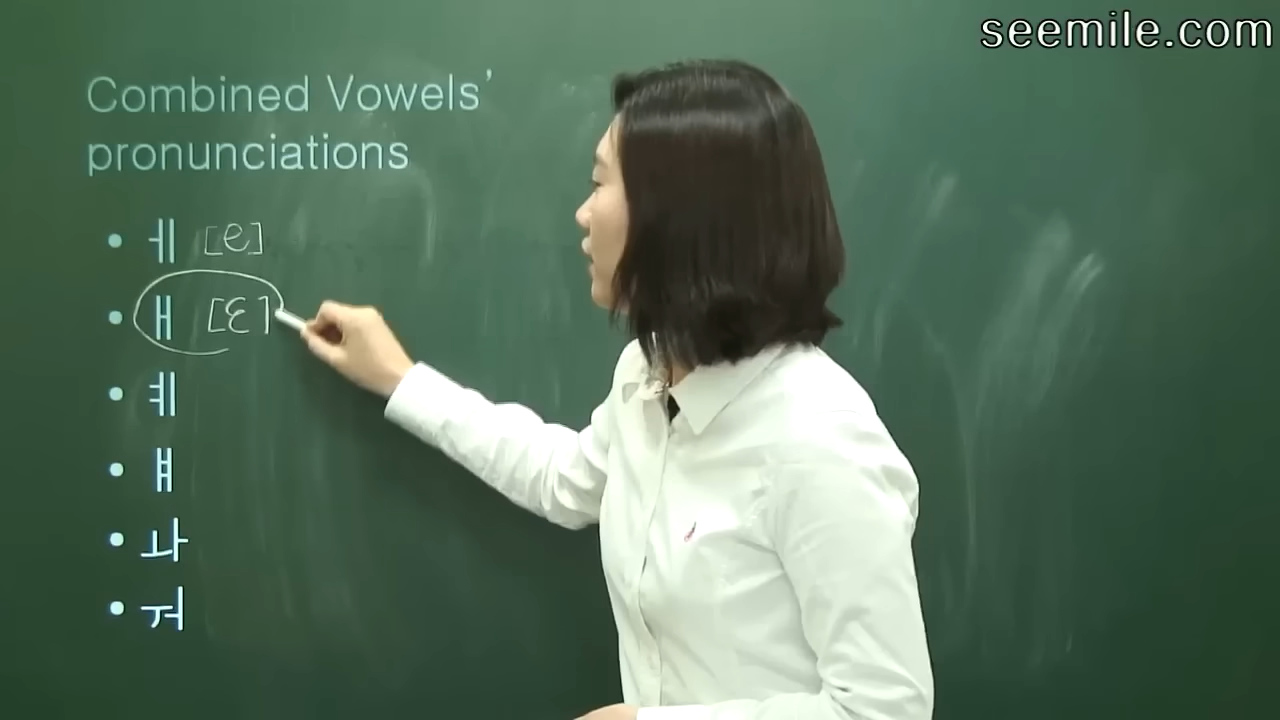 seemile.com
Combined Vowels'
pronunciations
• ㅔ [e]
• ㅐ [ε]
• ㅖ
• ㅒ
• ㅘ
• ㅝ